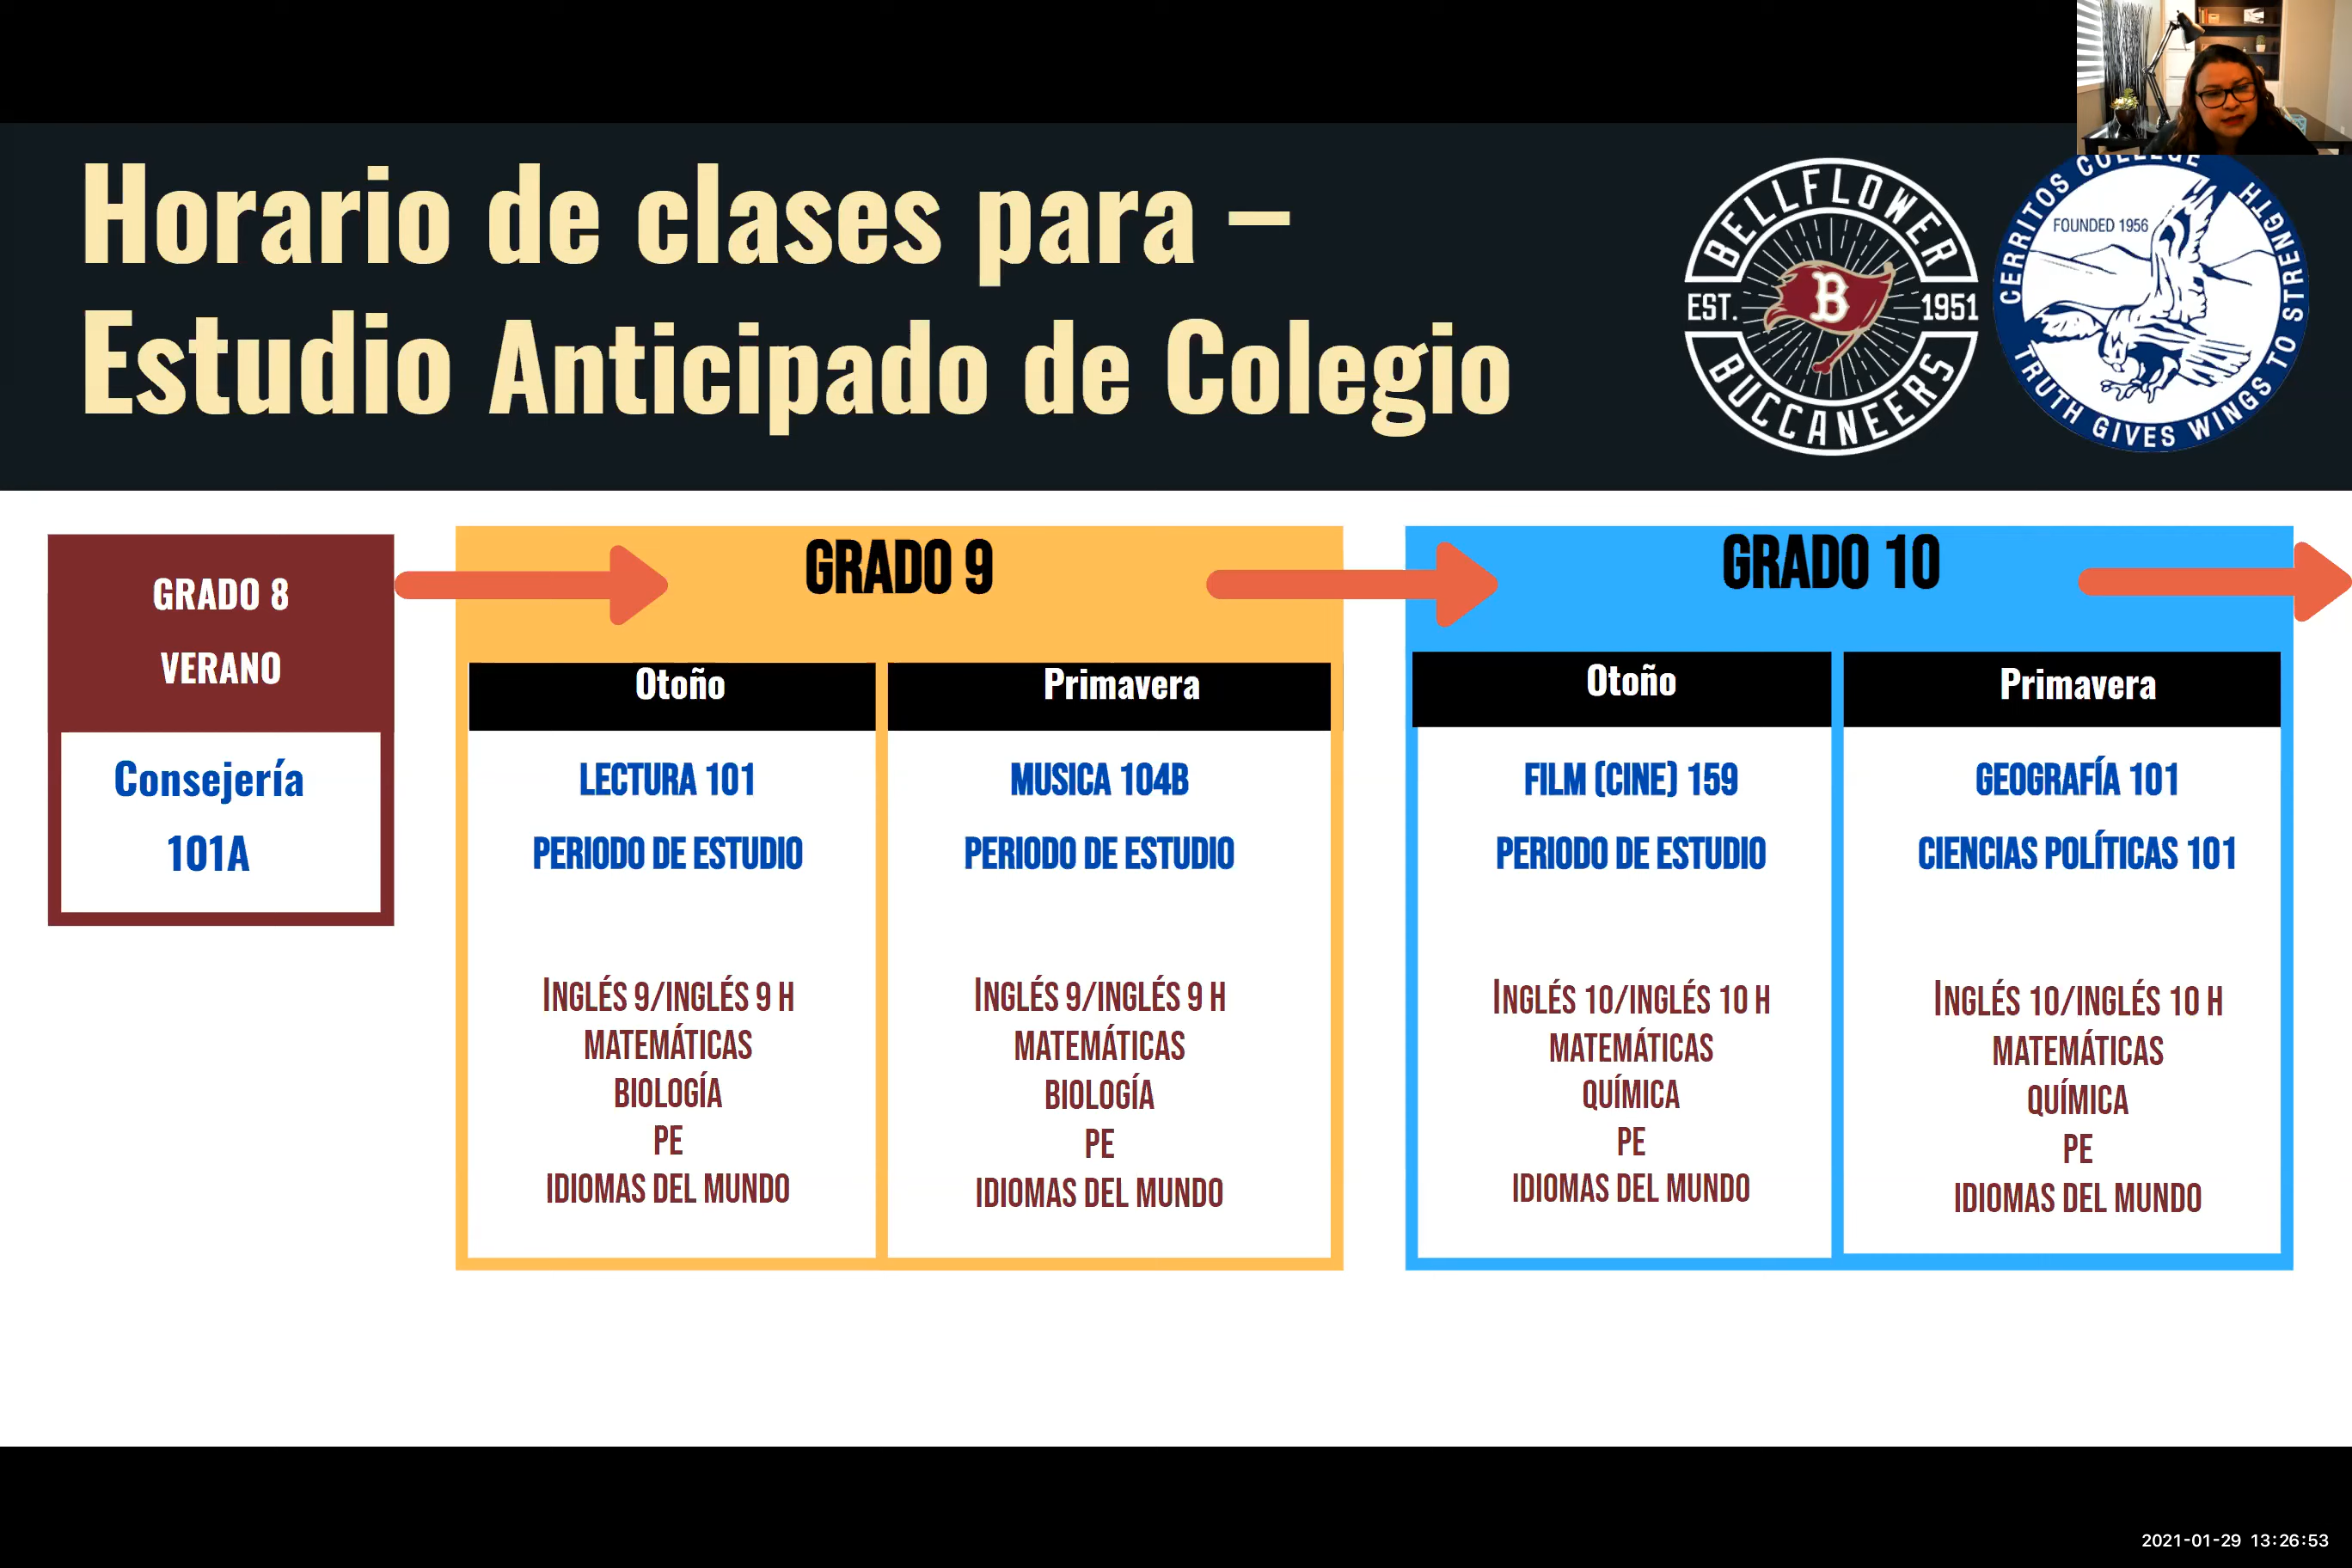 Horario de clases para –
Estudio Anticipado de Colegio
BELLFLOWER
EST. 1951
BUCCANEERS
B
CERRITOS COLLEGE
FOUNDED 1956
TRUTH GIVES WINGS TO STRENGTH
GRADO 8
VERANO
Consejería
101A
GRADO 9
Otoño
LECTURA 101
PERIODO DE ESTUDIO
INGLÉS 9/INGLÉS 9 H
MATEMÁTICAS
BIOLOGÍA
PE
IDIOMAS DEL MUNDO
Primavera
MUSICA 104B
PERIODO DE ESTUDIO
INGLÉS 9/INGLÉS 9 H
MATEMÁTICAS
BIOLOGÍA
PE
IDIOMAS DEL MUNDO
GRADO 10
Otoño
FILM (CINE) 159
PERIODO DE ESTUDIO
INGLÉS 10/INGLÉS 10 H
MATEMÁTICAS
QUÍMICA
PE
IDIOMAS DEL MUNDO
Primavera
GEOGRAFÍA 101
CIENCIAS POLÍTICAS 101
INGLÉS 10/INGLÉS 10 H
MATEMÁTICAS
QUÍMICA
PE
IDIOMAS DEL MUNDO
2021-01-29 13:26:53